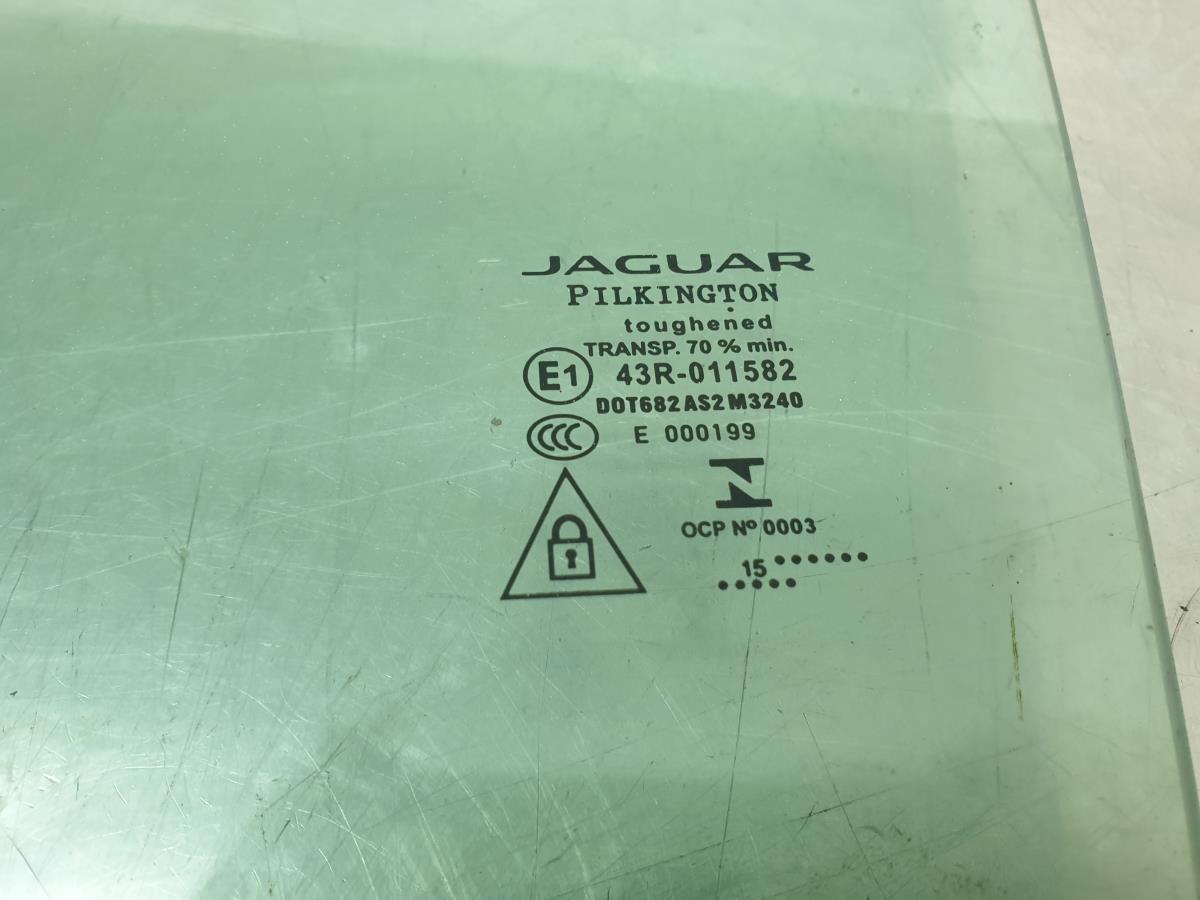 JAGUAR
PILKINGTON
toughened
TRANSP. 70 % min.
E1 43R-011582
DOT682 AS2 M3240
CCC E 000199
OCP Nº 0003
15